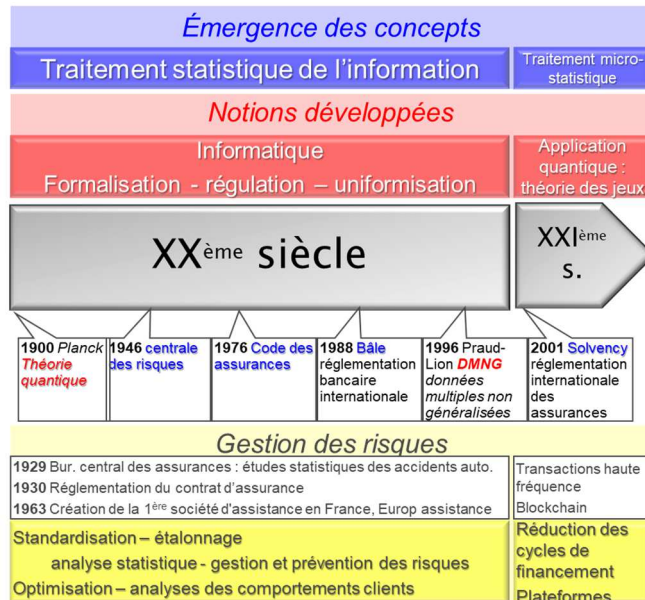 Émergence des concepts
Traitement statistique de l'information
Traitement micro-
statistique
Notions développées
Informatique
Formalisation - régulation – uniformisation
Application
quantique :
théorie des jeux
XXème siècle
XXIème
s.
1900 Planck
Théorie
quantique
1946 centrale
des risques
1976 Code des
assurances
1988 Bâle
réglementation
bancaire
internationale
1996 Praud-
Lion DMNG
données
multiples non
généralisées
2001 Solvency
réglementation
internationale
des
assurances
Gestion des risques
1929 Bur. central des assurances : études statistiques des accidents auto.
1930 Réglementation du contrat d'assurance
1963 Création de la 1ère société d'assistance en France, Europ assistance
Transactions haute
fréquence
Blockchain
Standardisation – étalonnage
analyse statistique - gestion et prévention des risques
Optimisation – analyses des comportements clients
Réduction des
cycles de
financement
Plateformes